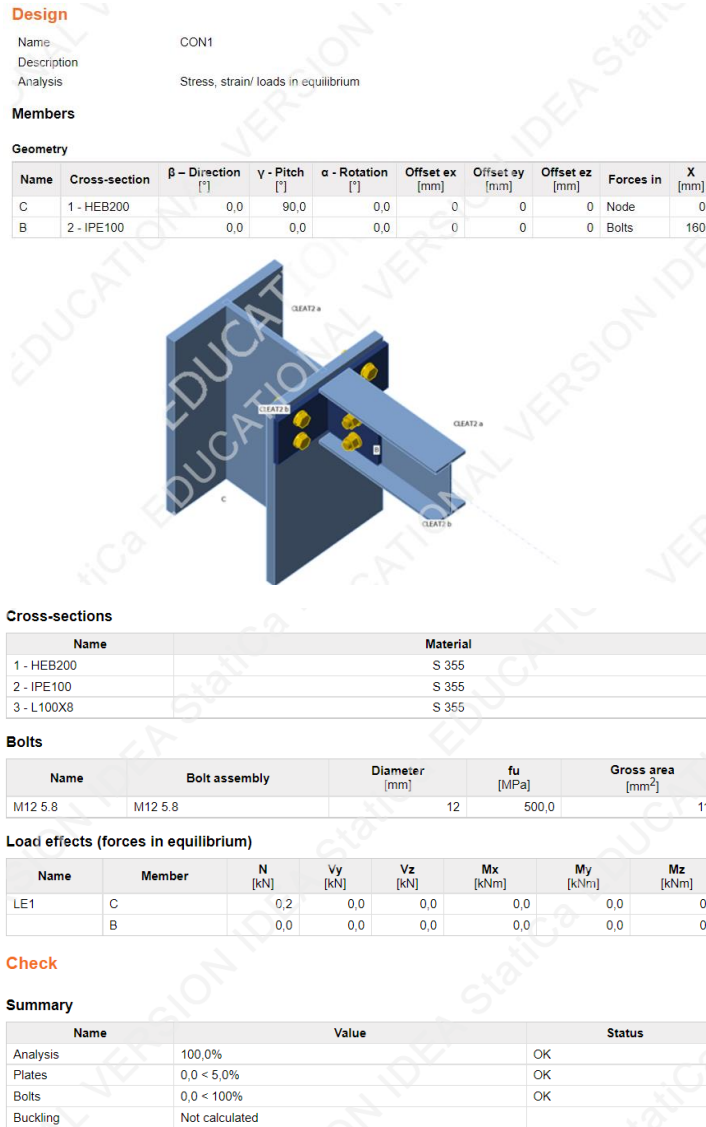 Design
Name CON1
Description
Analysis Stress, strain/ loads in equilibrium
Members
Geometry
Name Cross-section β – Direction [°] γ - Pitch [°] α - Rotation [°] Offset ex [mm] Offset ey [mm] Offset ez [mm] Forces in X [mm]
C 1 - HEB200 0,0 90,0 0,0 0 0 0 Node 0
B 2 - IPE100 0,0 0,0 0,0 0 0 0 Bolts 160
CLEAT2 a
CLEAT2 b
CLEAT2 a
B
C
CLEAT2 b
Cross-sections
Name Material
1 - HEB200 S 355
2 - IPE100 S 355
3 - L100X8 S 355
Bolts
Name Bolt assembly Diameter [mm] fu [MPa] Gross area [mm²]
M12 5.8 M12 5.8 12 500,0 11
Load effects (forces in equilibrium)
Name Member N [kN] Vy [kN] Vz [kN] Mx [kNm] My [kNm] Mz [kNm]
LE1 C 0,2 0,0 0,0 0,0 0,0 0
B 0,0 0,0 0,0 0,0 0,0 0
Check
Summary
Name Value Status
Analysis 100,0% OK
Plates 0,0 < 5,0% OK
Bolts 0,0 < 100% OK
Buckling Not calculated
EDUCATIONAL VERSION IDEA StatiCa